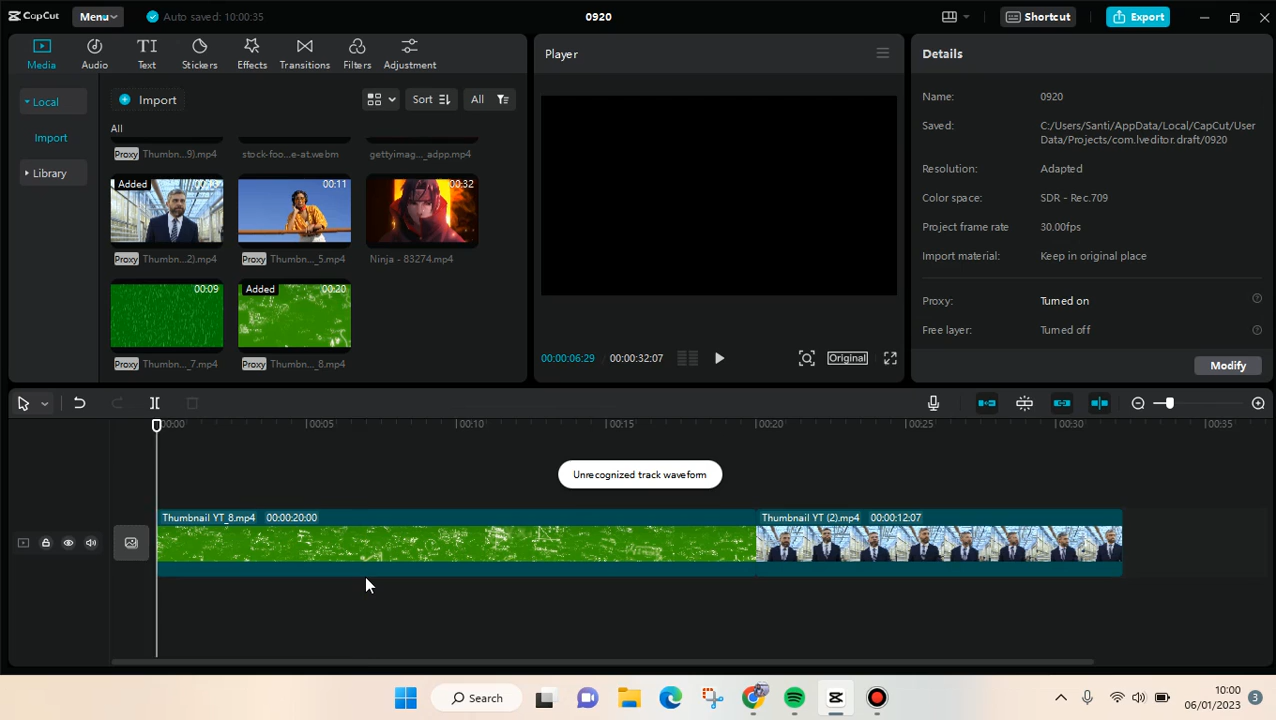 CapCut
Menu
Auto saved: 10:00:35
0920
Shortcut
Export
Media
Audio
Text
Stickers
Effects
Transitions
Filters
Adjustment
Local
Import
Library
Import
Sort
All
All
Proxy Thumbn...9).mp4
stock-foo...e-at.webm
gettyimag..._adpp.mp4
Added
00:11
00:32
Proxy Thumbn...2).mp4
Proxy Thumbn..._5.mp4
Ninja - 83274.mp4
00:09
Added 00:20
Proxy Thumbn..._7.mp4
Proxy Thumbn..._8.mp4
Player
00:00:06:29 00:00:32:07
Original
Details
Name: 0920
Saved: C:/Users/Santi/AppData/Local/CapCut/User
Data/Projects/com.lveditor.draft/0920
Resolution: Adapted
Color space: SDR - Rec.709
Project frame rate 30.00fps
Import material: Keep in original place
Proxy: Turned on
Free layer: Turned off
Modify
00:00 00:05 00:10 00:15 00:20 00:25 00:30 00:35
Unrecognized track waveform
Thumbnail YT_8.mp4 00:00:20:00
Thumbnail YT (2).mp4 00:00:12:07
Search
10:00
06/01/2023
3